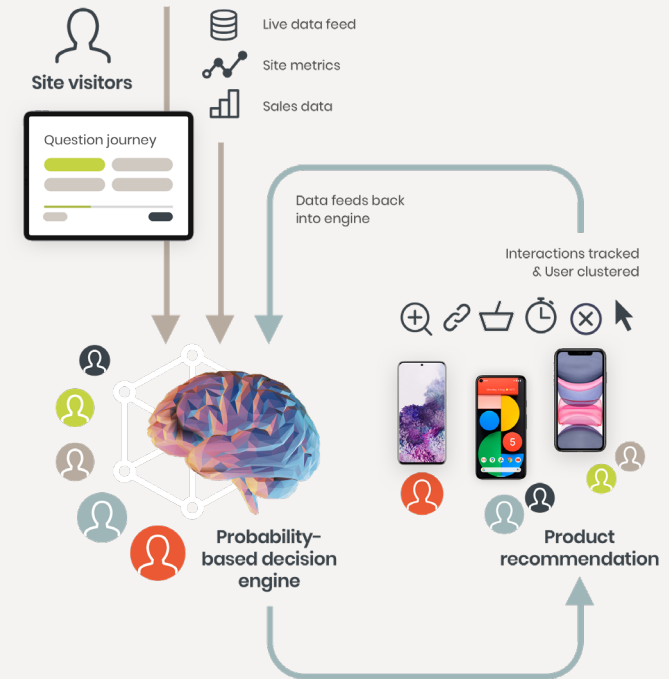 Live data feed
Site metrics
Site visitors
Sales data
Question journey
Data feeds back
into engine
Interactions tracked
& User clustered
5
Probability-
based decision
engine
Product
recommendation